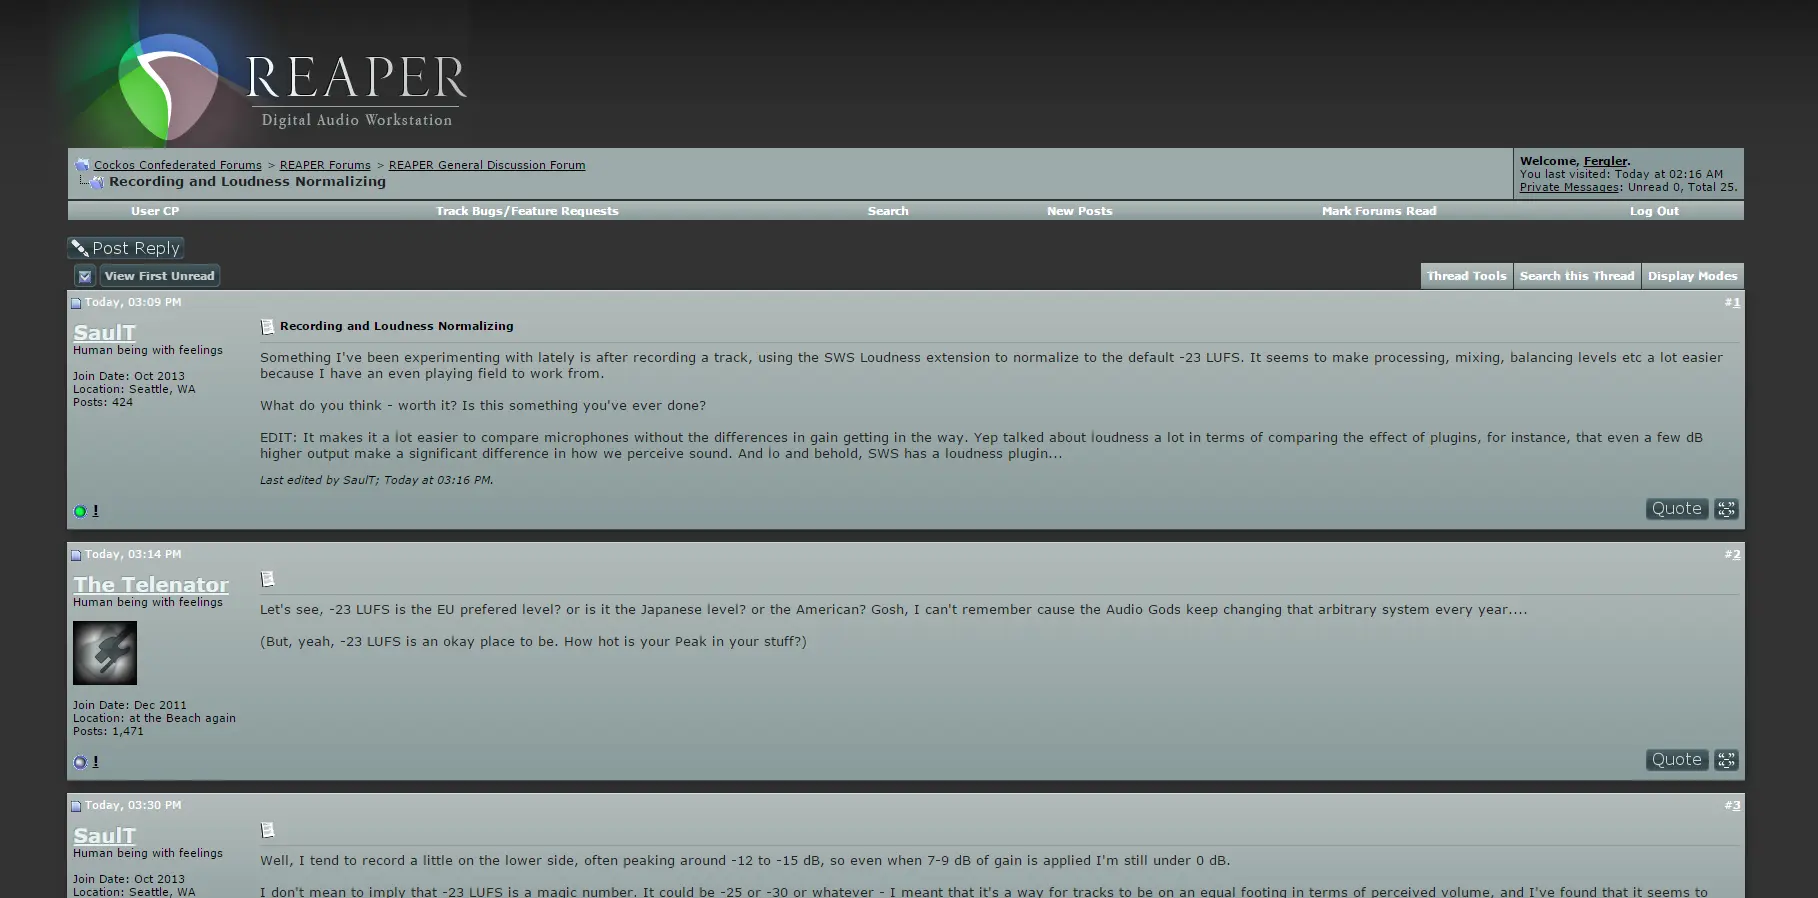 REAPER
Digital Audio Workstation
Cockos Confederated Forums > REAPER Forums > REAPER General Discussion Forum
Recording and Loudness Normalizing
Welcome, Fergler.
You last visited: Today at 02:16 AM
Private Messages: Unread 0, Total 25.
User CP Track Bugs/Feature Requests Search New Posts Mark Forums Read Log Out
Post Reply
View First Unread
Thread Tools Search this Thread Display Modes
Today, 03:09 PM #1
SaulT
Human being with feelings
Join Date: Oct 2013
Location: Seattle, WA
Posts: 424
Recording and Loudness Normalizing
Something I've been experimenting with lately is after recording a track, using the SWS Loudness extension to normalize to the default -23 LUFS. It seems to make processing, mixing, balancing levels etc a lot easier
because I have an even playing field to work from.
What do you think - worth it? Is this something you've ever done?
EDIT: It makes it a lot easier to compare microphones without the differences in gain getting in the way. Yep talked about loudness a lot in terms of comparing the effect of plugins, for instance, that even a few dB
higher output make a significant difference in how we perceive sound. And lo and behold, SWS has a loudness plugin...
Last edited by SaulT; Today at 03:16 PM.
!
Quote
Today, 03:14 PM #2
The Telenator
Human being with feelings
Join Date: Dec 2011
Location: at the Beach again
Posts: 1,471
Let's see, -23 LUFS is the EU prefered level? or is it the Japanese level? or the American? Gosh, I can't remember cause the Audio Gods keep changing that arbitrary system every year....
(But, yeah, -23 LUFS is an okay place to be. How hot is your Peak in your stuff?)
!
Quote
Today, 03:30 PM #3
SaulT
Human being with feelings
Join Date: Oct 2013
Location: Seattle, WA
Well, I tend to record a little on the lower side, often peaking around -12 to -15 dB, so even when 7-9 dB of gain is applied I'm still under 0 dB.
I don't mean to imply that -23 LUFS is a magic number. It could be -25 or -30 or whatever - I meant that it's a way for tracks to be on an equal footing in terms of perceived volume, and I've found that it seems to